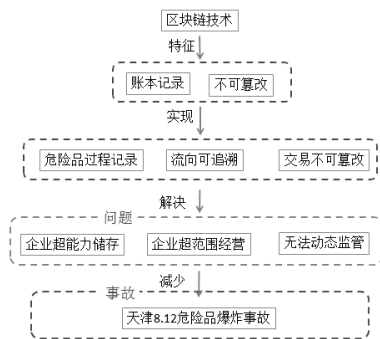 区块链技术
特征
账本记录 不可篡改
实现
危险品过程记录 流向可追溯 交易不可篡改
解决
问题
企业超能力储存 企业超范围经营 无法动态监管
减少
事故
天津8.12危险品爆炸事故